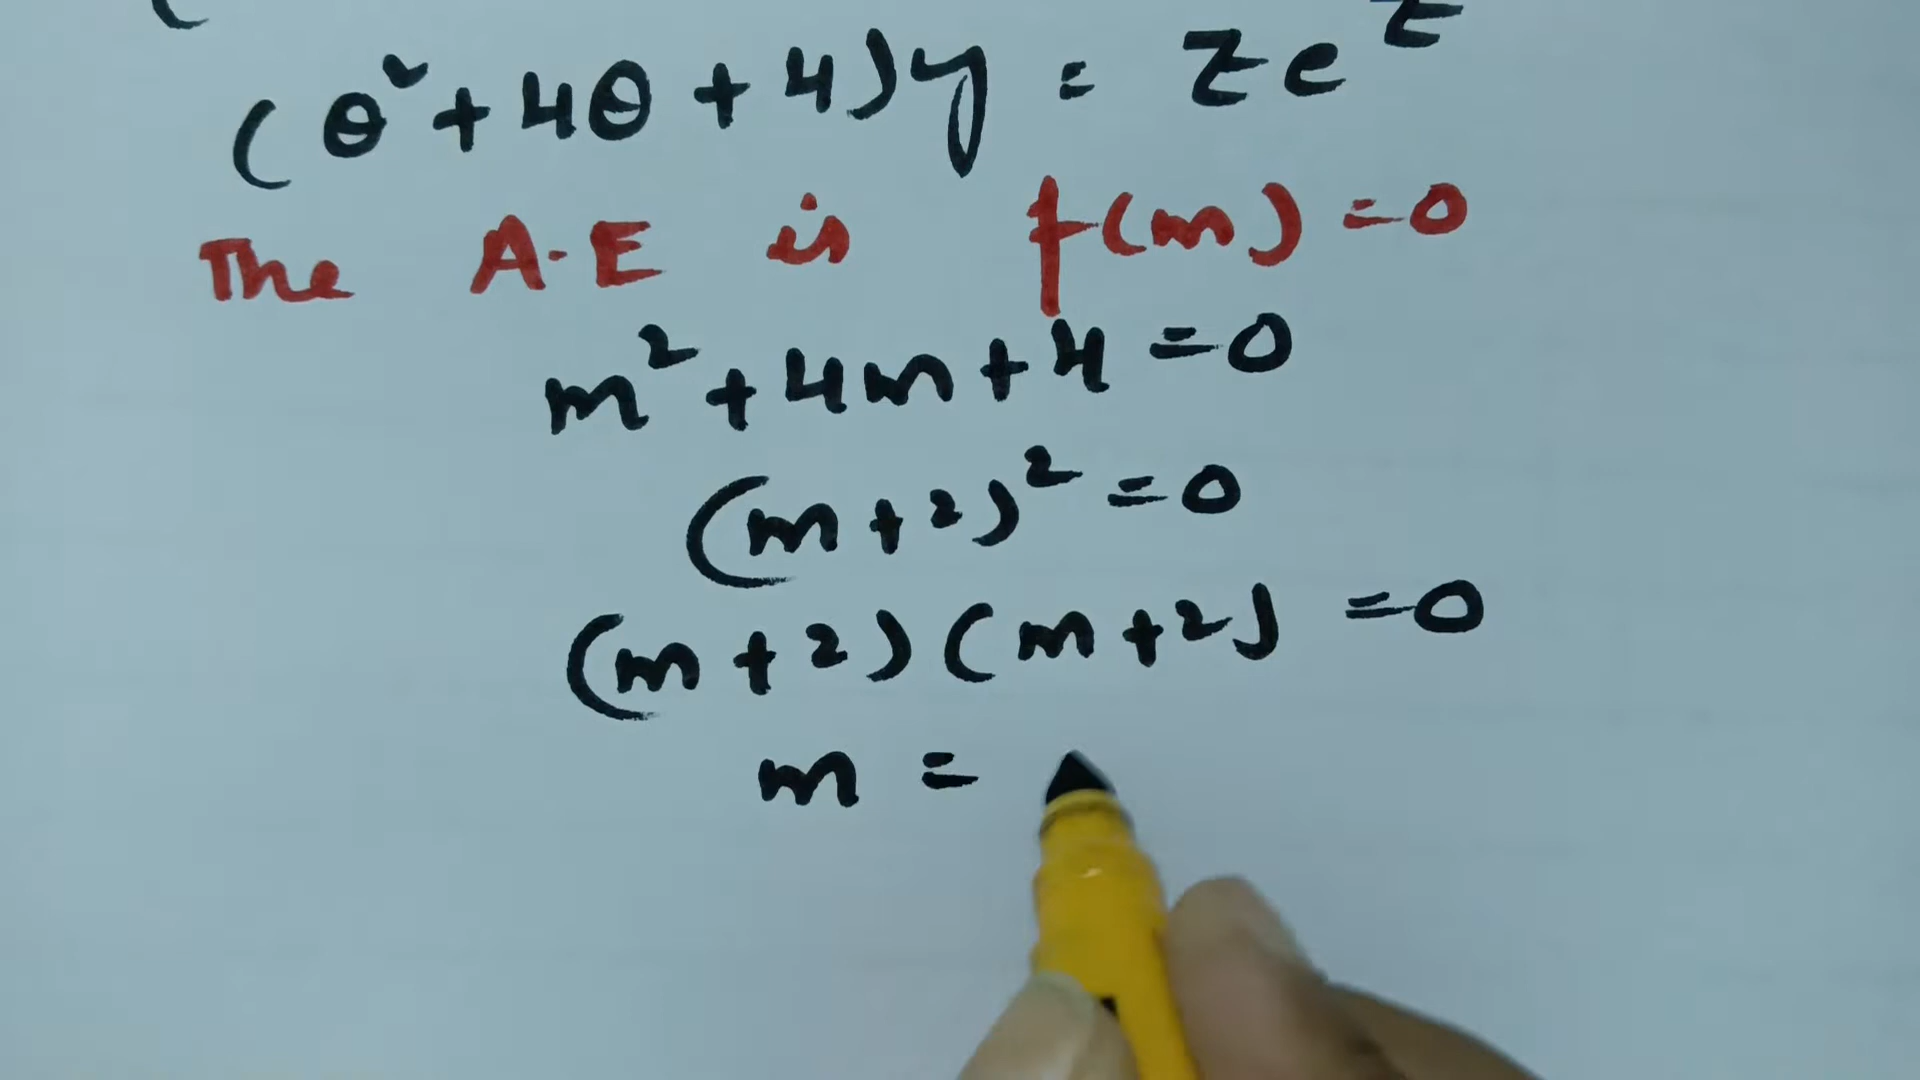 (θ² + 4θ + 4)y = ze^z
The A.E is f(m) = 0
m² + 4m + 4 = 0
(m + 2)² = 0
(m + 2)(m + 2) = 0
m =